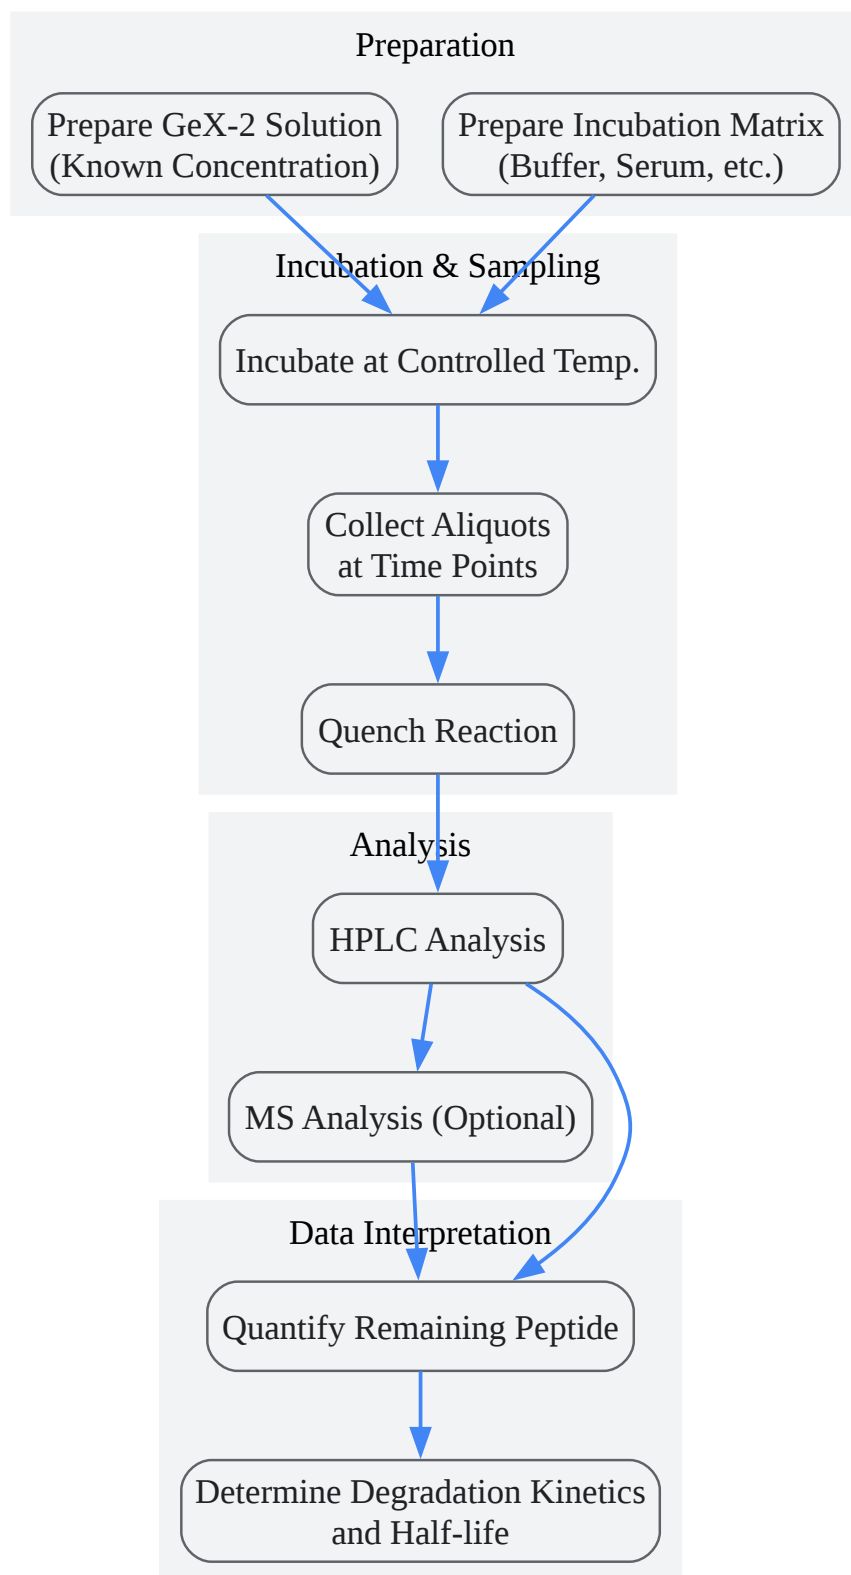 Preparation
Prepare GeX-2 Solution
(Known Concentration)
Prepare Incubation Matrix
(Buffer, Serum, etc.)
Incubation & Sampling
Incubate at Controlled Temp.
Collect Aliquots
at Time Points
Quench Reaction
Analysis
HPLC Analysis
MS Analysis (Optional)
Data Interpretation
Quantify Remaining Peptide
Determine Degradation Kinetics
and Half-life